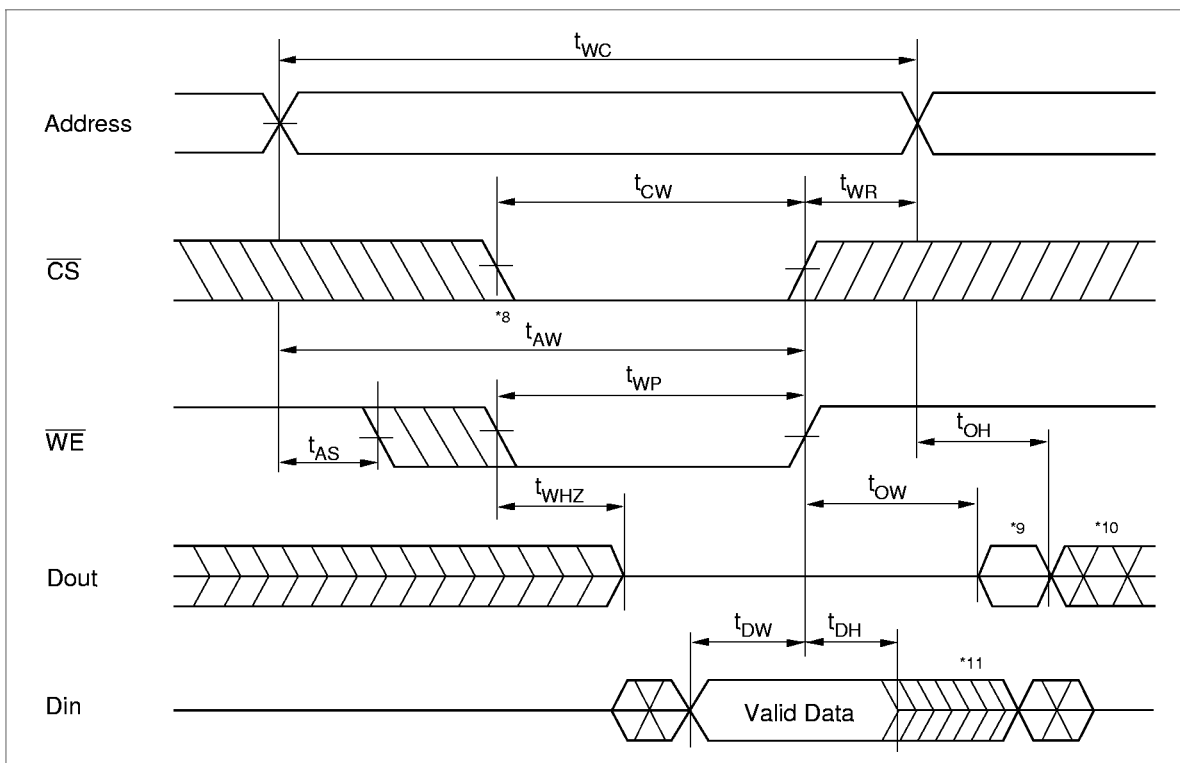 tWC
Address
tCW
tWR
CS
*8
tAW
tWP
WE
tAS
tOH
tWHZ
tOW
*9
*10
Dout
tDW
tDH
*11
Din
Valid Data